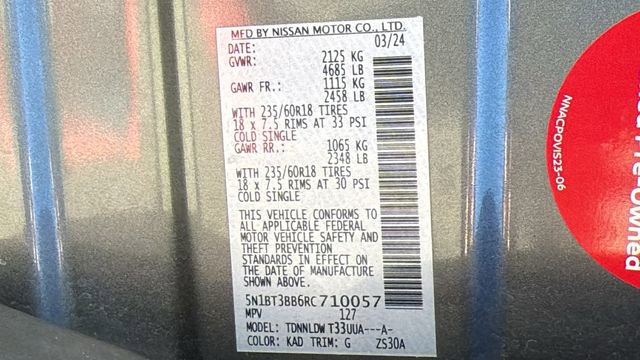 MFD BY NISSAN MOTOR CO., LTD.
DATE: 03/24
GVWR: 2125 KG
4685 LB
GAWR FR.: 1115 KG
2458 LB
WITH 235/60R18 TIRES
18 x 7.5 RIMS AT 33 PSI
COLD SINGLE
GAWR RR.: 1065 KG
2348 LB
WITH 235/60R18 TIRES
18 x 7.5 RIMS AT 30 PSI
COLD SINGLE
THIS VEHICLE CONFORMS TO
ALL APPLICABLE FEDERAL
MOTOR VEHICLE SAFETY AND
THEFT PREVENTION
STANDARDS IN EFFECT ON
THE DATE OF MANUFACTURE
SHOWN ABOVE.
5N1BT3BB6RC710057
MPV 127
MODEL: TDNNLDW T33UUA---A-
COLOR: KAD TRIM: G ZS30A
NNACPOVIS23-06
Pre-Owned